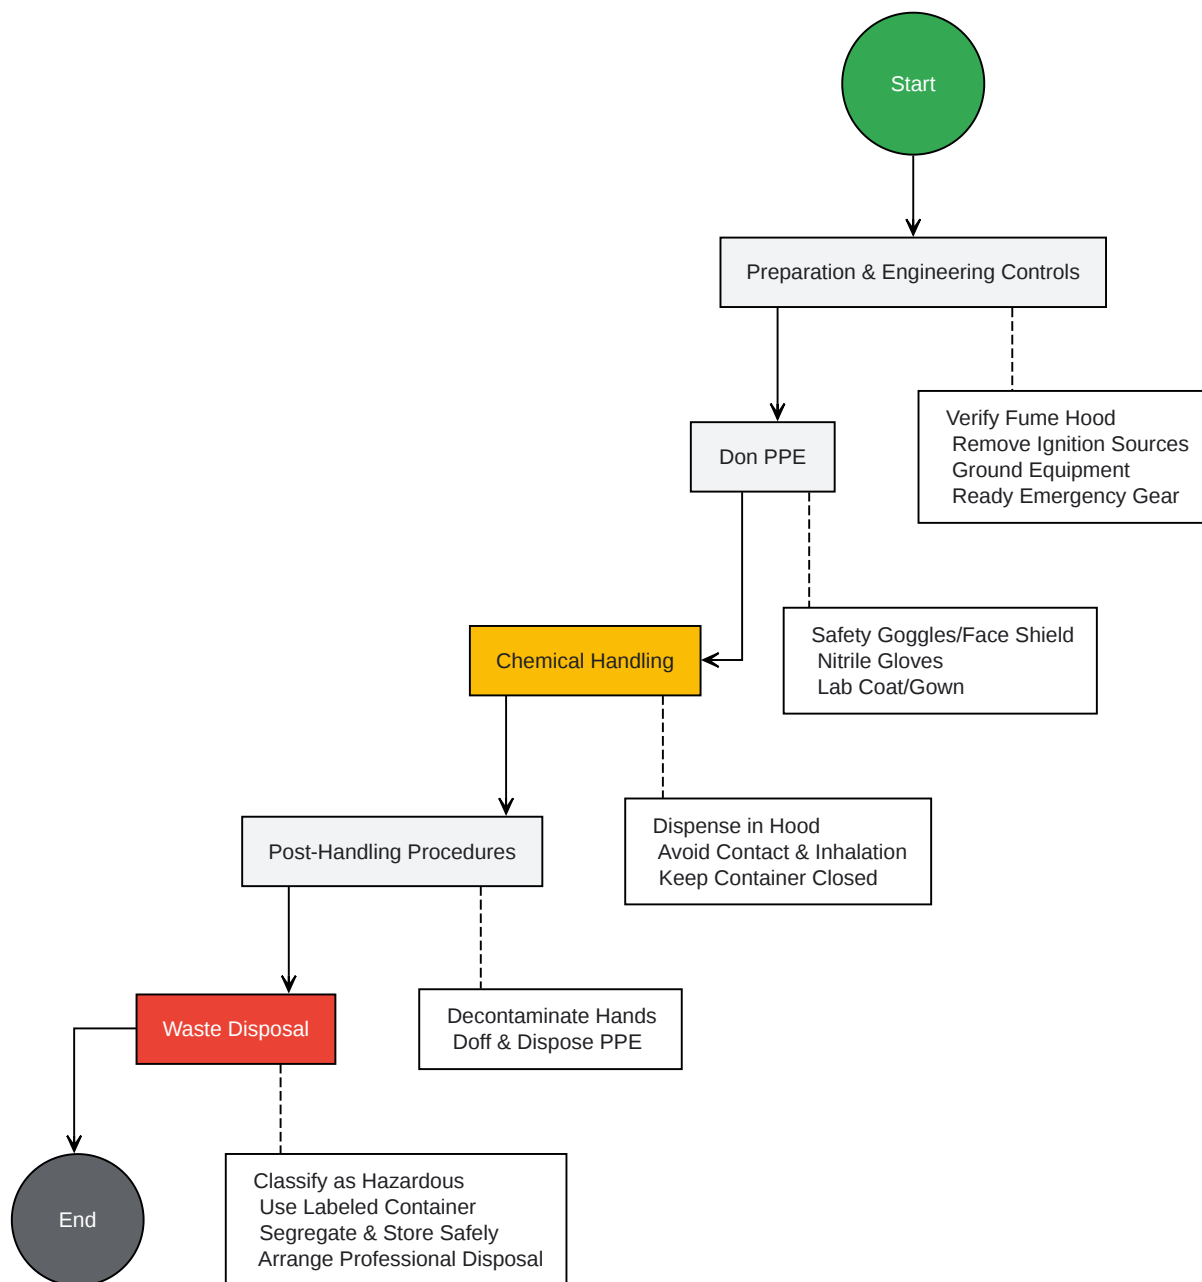 Start
Preparation & Engineering Controls
Verify Fume Hood
Remove Ignition Sources
Ground Equipment
Ready Emergency Gear
Don PPE
Safety Goggles/Face Shield
Nitrile Gloves
Lab Coat/Gown
Chemical Handling
Dispense in Hood
Avoid Contact & Inhalation
Keep Container Closed
Post-Handling Procedures
Decontaminate Hands
Doff & Dispose PPE
Waste Disposal
Classify as Hazardous
Use Labeled Container
Segregate & Store Safely
Arrange Professional Disposal
End